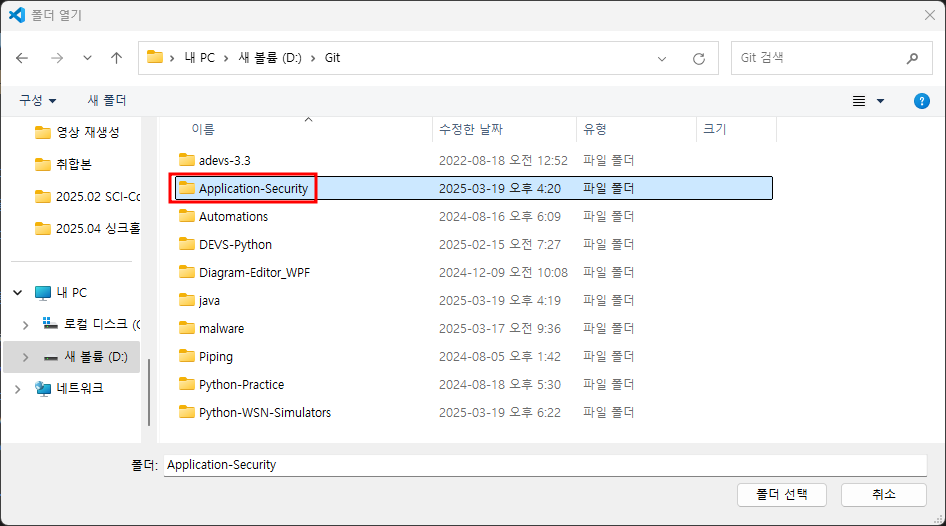 폴더 열기
내 PC > 새 볼륨 (D:) > Git
Git 검색
구성
새 폴더
영상 재생성
취합본
2025.02 SCI-Co
2025.04 싱크홀
내 PC
로컬 디스크 (C
새 볼륨 (D:)
네트워크
이름 수정한 날짜 유형 크기
adevs-3.3 2022-08-18 오전 12:52 파일 폴더
Application-Security 2025-03-19 오후 4:20 파일 폴더
Automations 2024-08-16 오후 6:09 파일 폴더
DEVS-Python 2025-02-15 오전 7:27 파일 폴더
Diagram-Editor_WPF 2024-12-09 오전 10:08 파일 폴더
java 2025-03-19 오후 4:19 파일 폴더
malware 2025-03-17 오전 9:36 파일 폴더
Piping 2024-08-05 오후 1:42 파일 폴더
Python-Practice 2024-08-18 오후 5:30 파일 폴더
Python-WSN-Simulators 2025-03-19 오후 6:22 파일 폴더
폴더: Application-Security
폴더 선택
취소